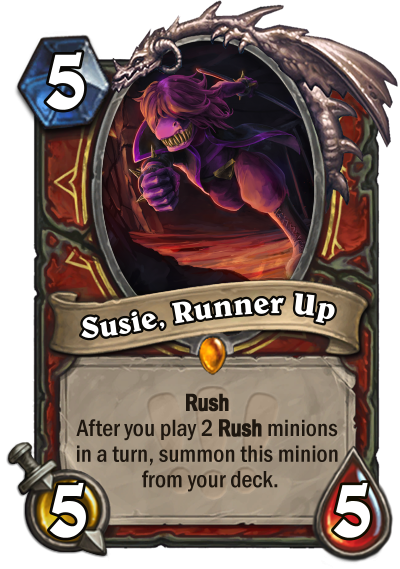 5
Susie, Runner Up
Rush
After you play 2 Rush minions
in a turn, summon this minion
from your deck.
5
5